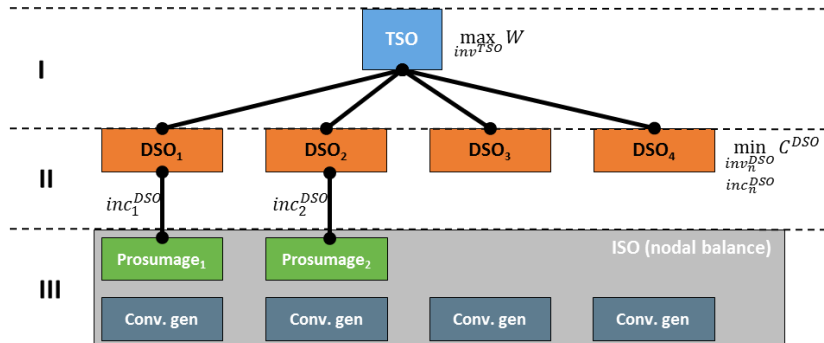 I
TSO
max W
inv^TSO
II
DSO₁
DSO₂
DSO₃
DSO₄
min C^DSO
inv_n^DSO
inc_n^DSO
inc_1^DSO
inc_2^DSO
III
ISO (nodal balance)
Prosumage₁
Prosumage₂
Conv. gen
Conv. gen
Conv. gen
Conv. gen